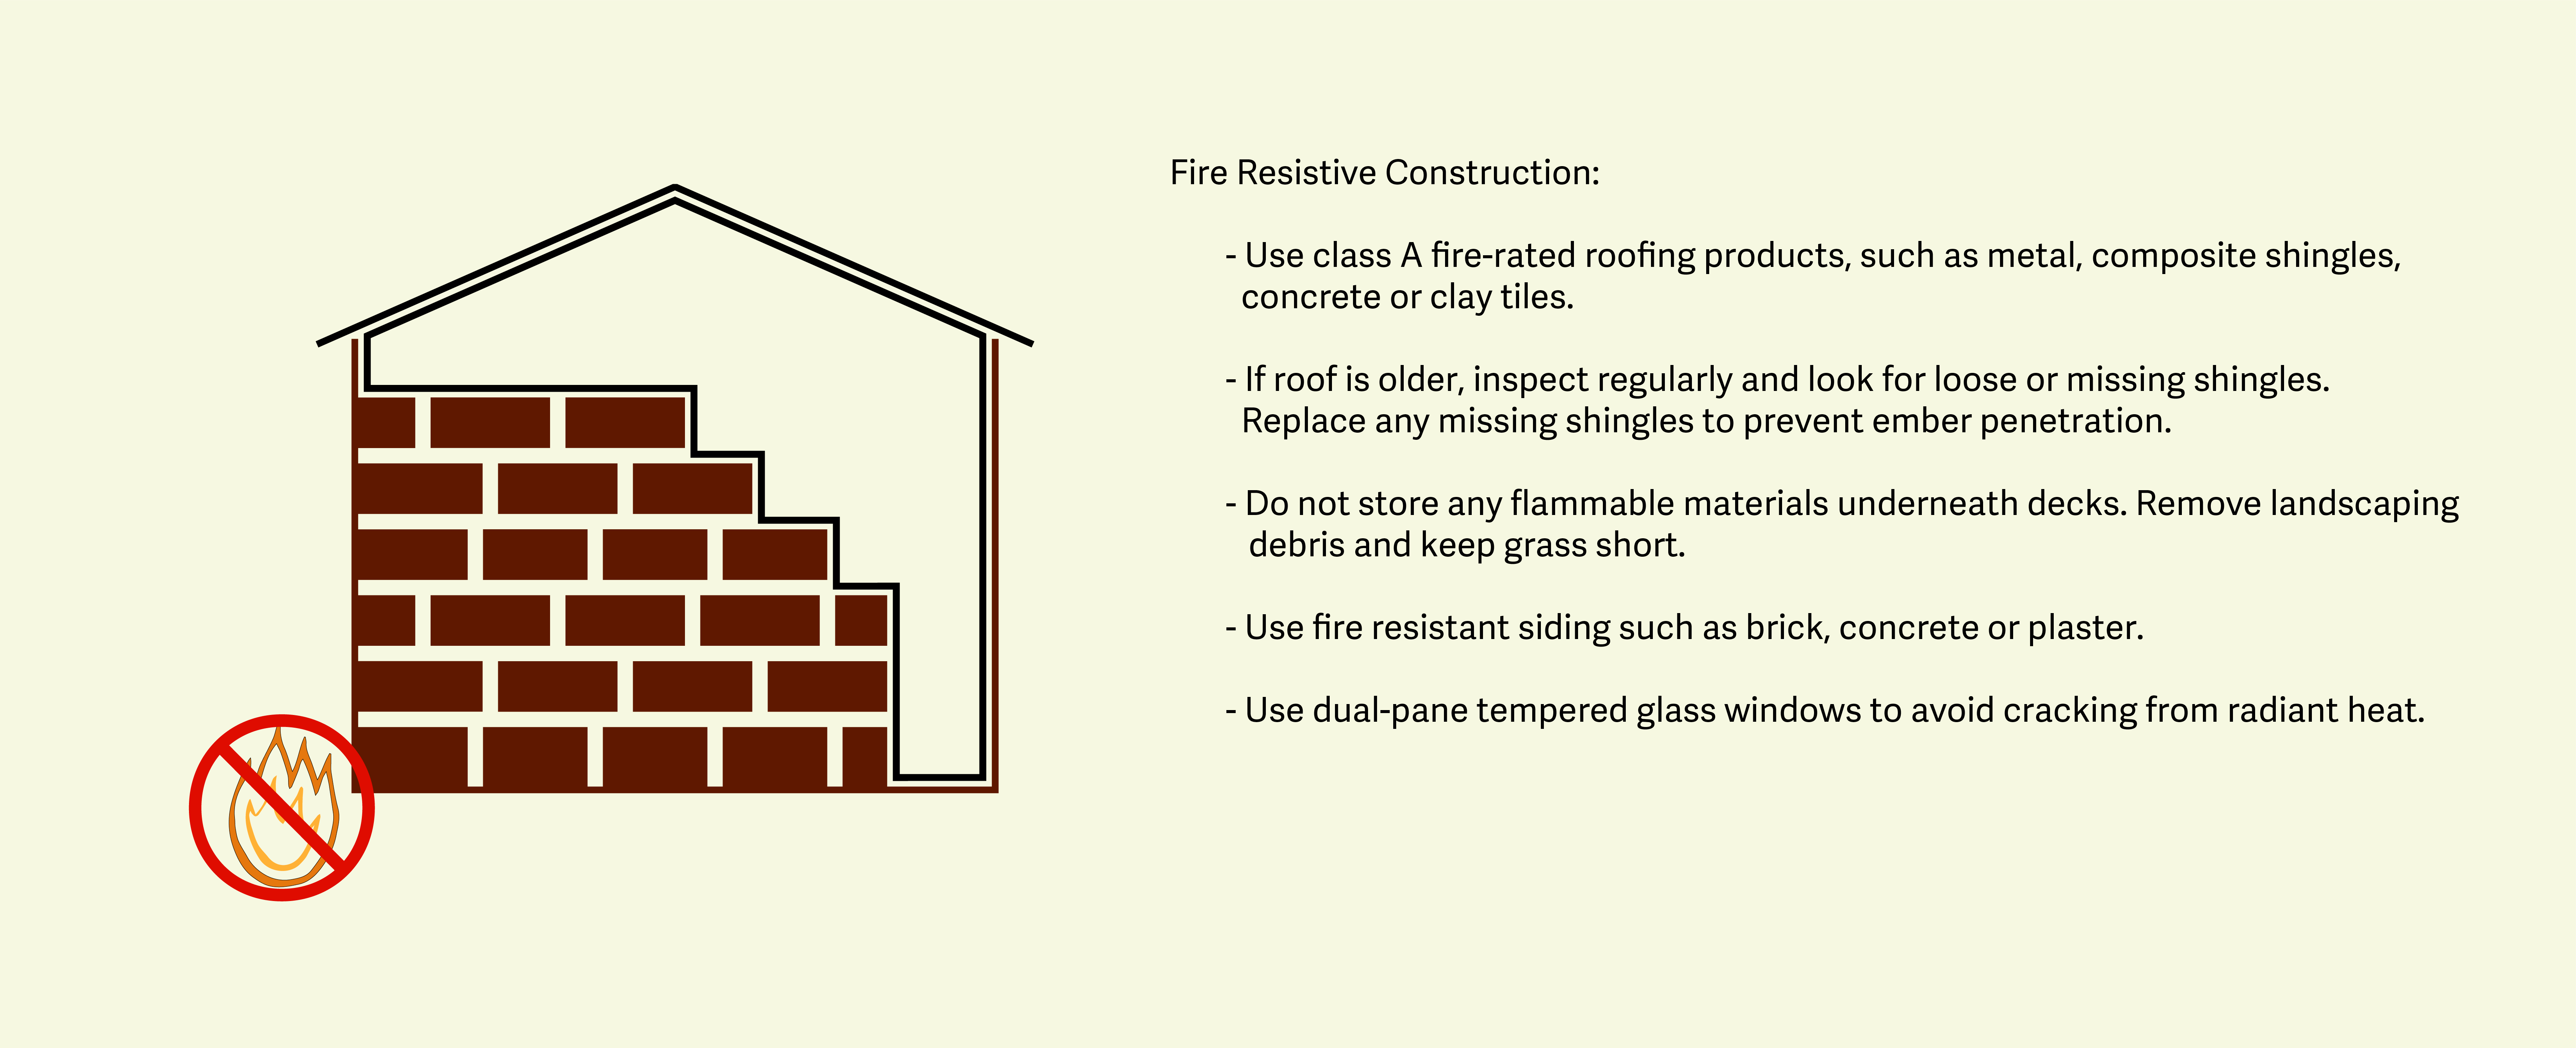 Fire Resistive Construction:
- Use class A fire-rated roofing products, such as metal, composite shingles,
concrete or clay tiles.
- If roof is older, inspect regularly and look for loose or missing shingles.
Replace any missing shingles to prevent ember penetration.
- Do not store any flammable materials underneath decks. Remove landscaping
debris and keep grass short.
- Use fire resistant siding such as brick, concrete or plaster.
- Use dual-pane tempered glass windows to avoid cracking from radiant heat.